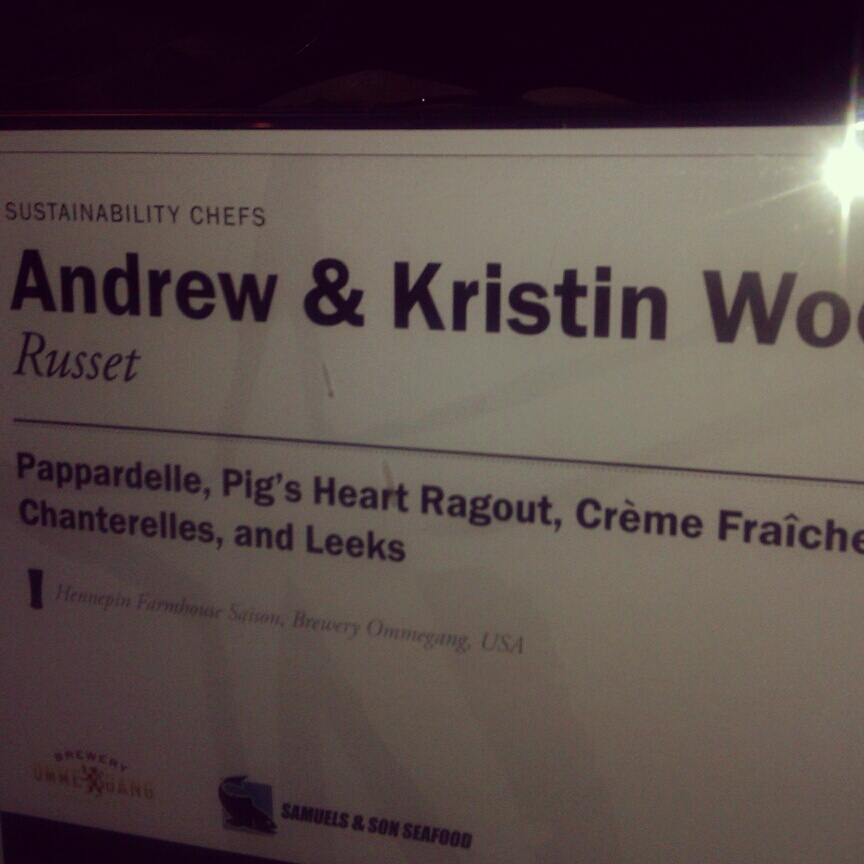 SUSTAINABILITY CHEFS
Andrew & Kristin
Russet
Pappardelle, Pig's Heart Ragout, Crème Fraîche
Chanterelles, and Leeks
Hennepin Farmhouse Saison, Brewery Ommegang, USA
BREWERY
OMMEGANG
SAMUELS & SON SEAFOOD